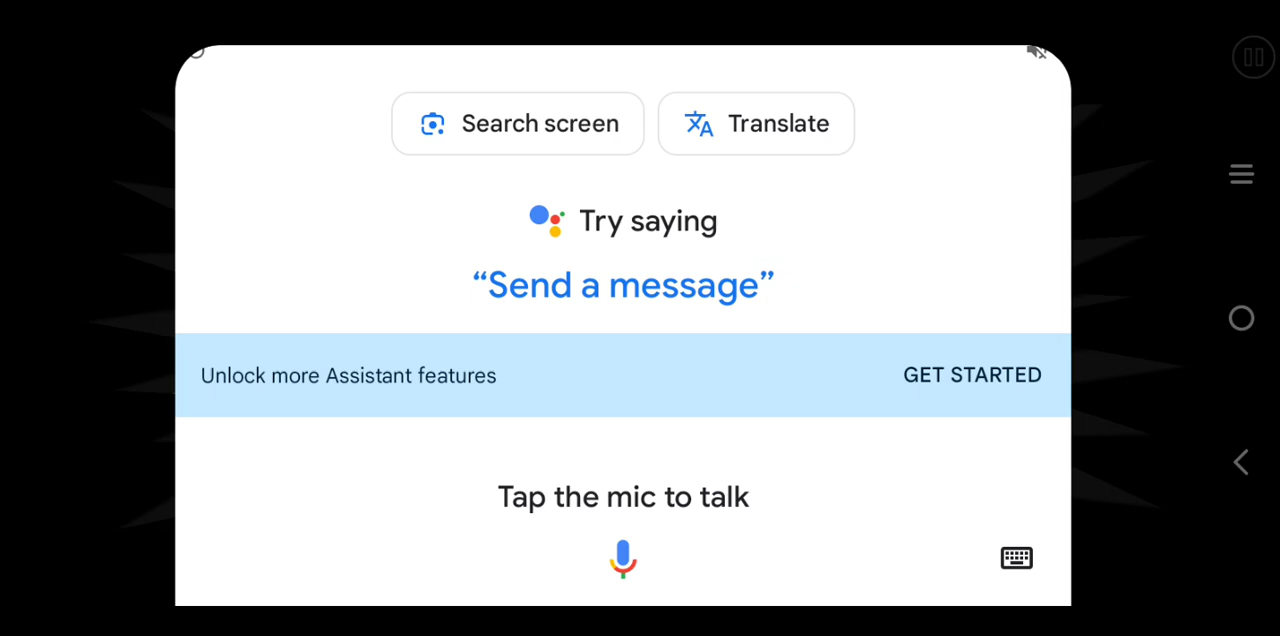 Search screen
Translate
Try saying
“Send a message”
Unlock more Assistant features
GET STARTED
Tap the mic to talk